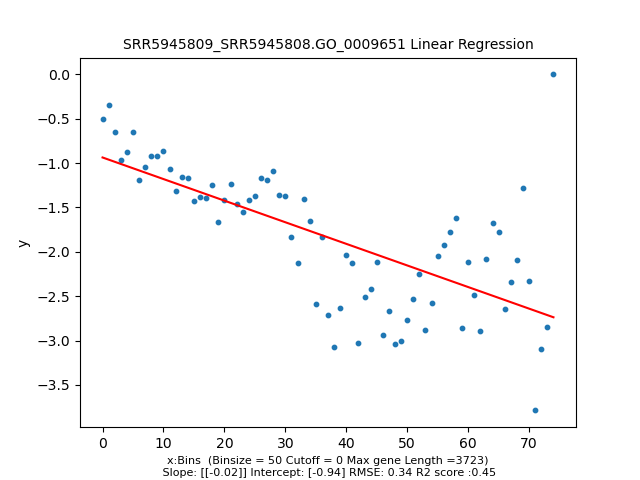 SRR5945809_SRR5945808.GO_0009651 Linear Regression
0.0
−0.5
−1.0
−1.5
−2.0
−2.5
−3.0
−3.5
y
0 10 20 30 40 50 60 70
x:Bins (Binsize = 50 Cutoff = 0 Max gene Length =3723)
Slope: [[-0.02]] Intercept: [-0.94] RMSE: 0.34 R2 score :0.45